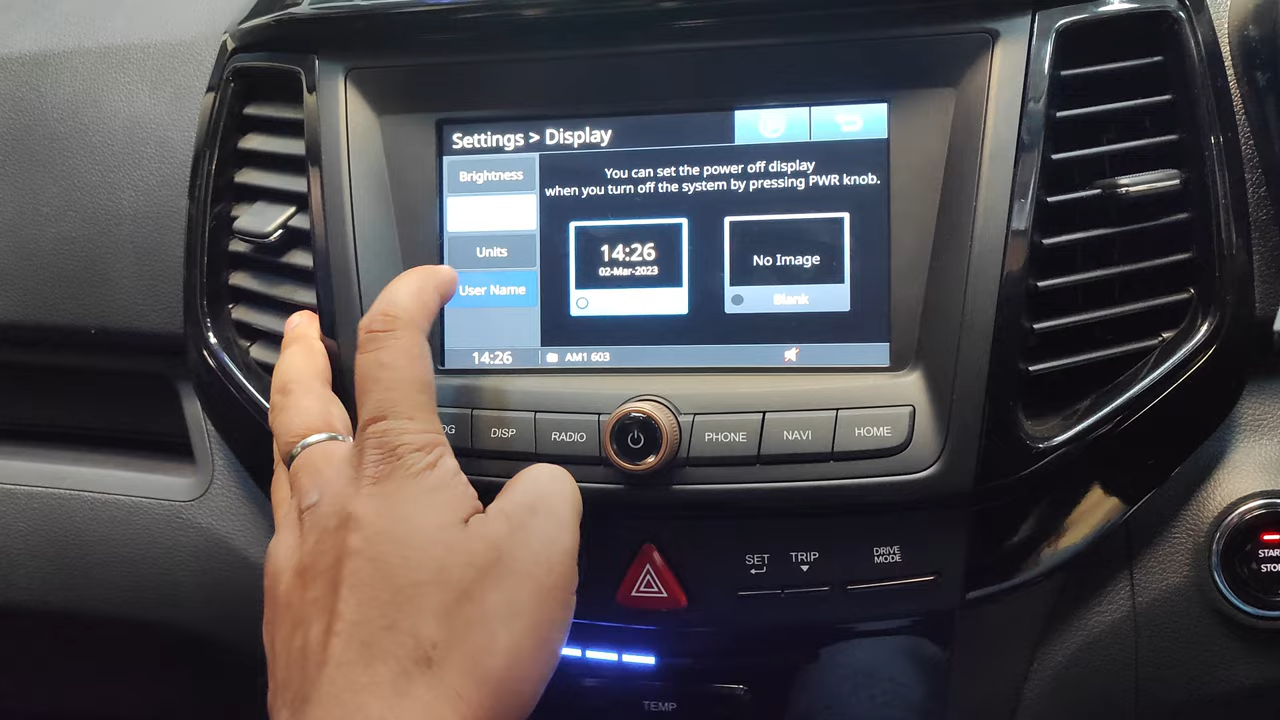 Settings > Display
Brightness
Units
User Name
You can set the power off display
when you turn off the system by pressing PWR knob.
14:26
02-Mar-2023
No Image
Blank
14:26
AM1 603
DISP
RADIO
PHONE
NAVI
HOME
SET
TRIP
DRIVE
MODE
TEMP